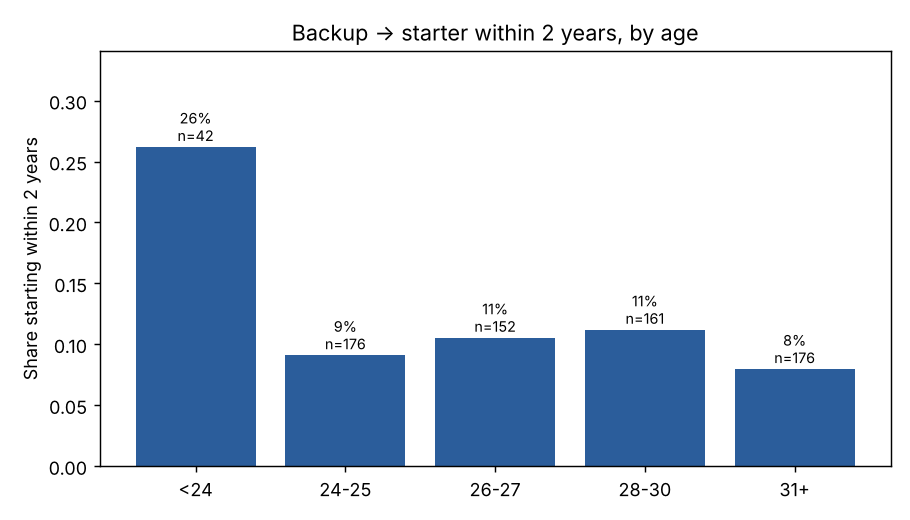 Backup → starter within 2 years, by age
Share starting within 2 years
0.30
0.25
0.20
0.15
0.10
0.05
0.00
26%
n=42
9%
n=176
11%
n=152
11%
n=161
8%
n=176
<24
24-25
26-27
28-30
31+